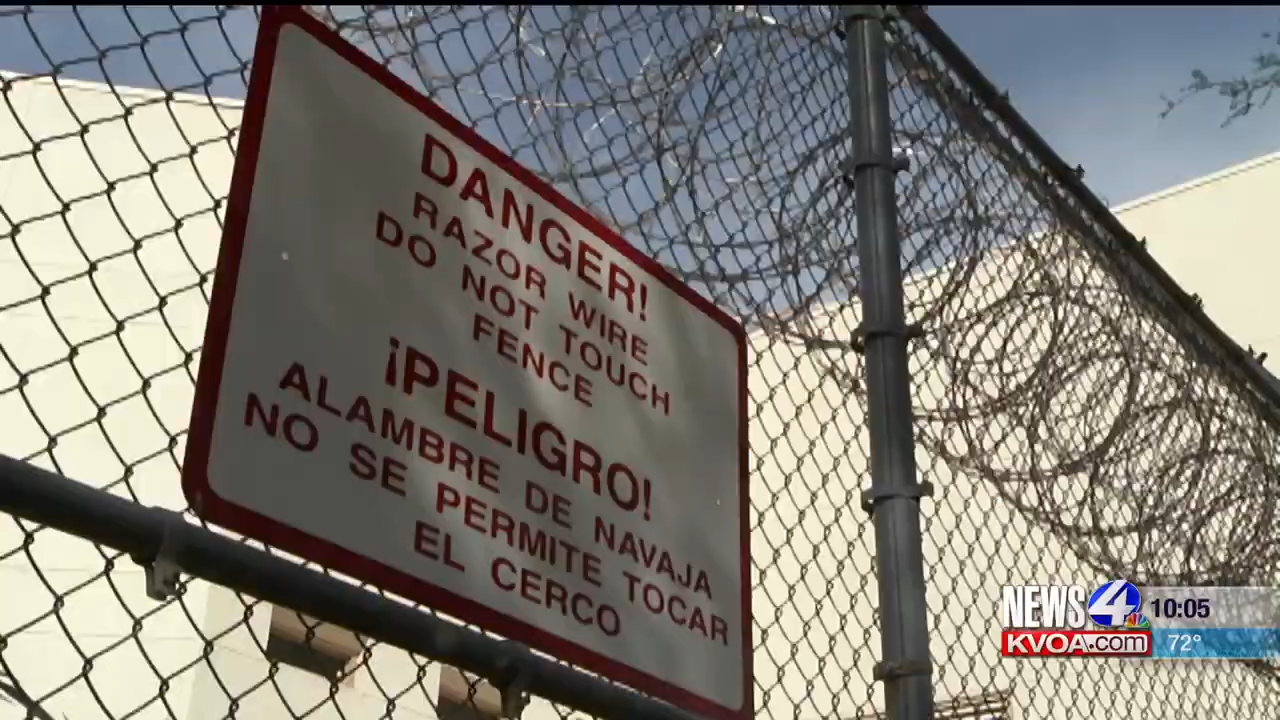 DANGER!
RAZOR WIRE
DO NOT TOUCH
FENCE
¡PELIGRO!
ALAMBRE DE NAVAJA
NO SE PERMITE TOCAR
EL CERCO
NEWS 4 10:05
KVOA.com 72°